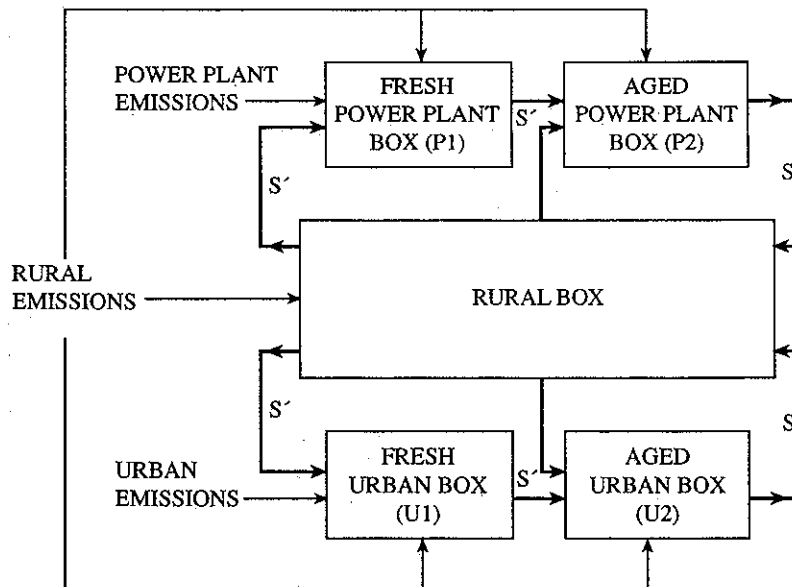 POWER PLANT
EMISSIONS
FRESH
POWER PLANT
BOX (P1)
S´
AGED
POWER PLANT
BOX (P2)
S´
S
RURAL
EMISSIONS
RURAL BOX
S´
S
URBAN
EMISSIONS
FRESH
URBAN BOX
(U1)
S´
AGED
URBAN BOX
(U2)